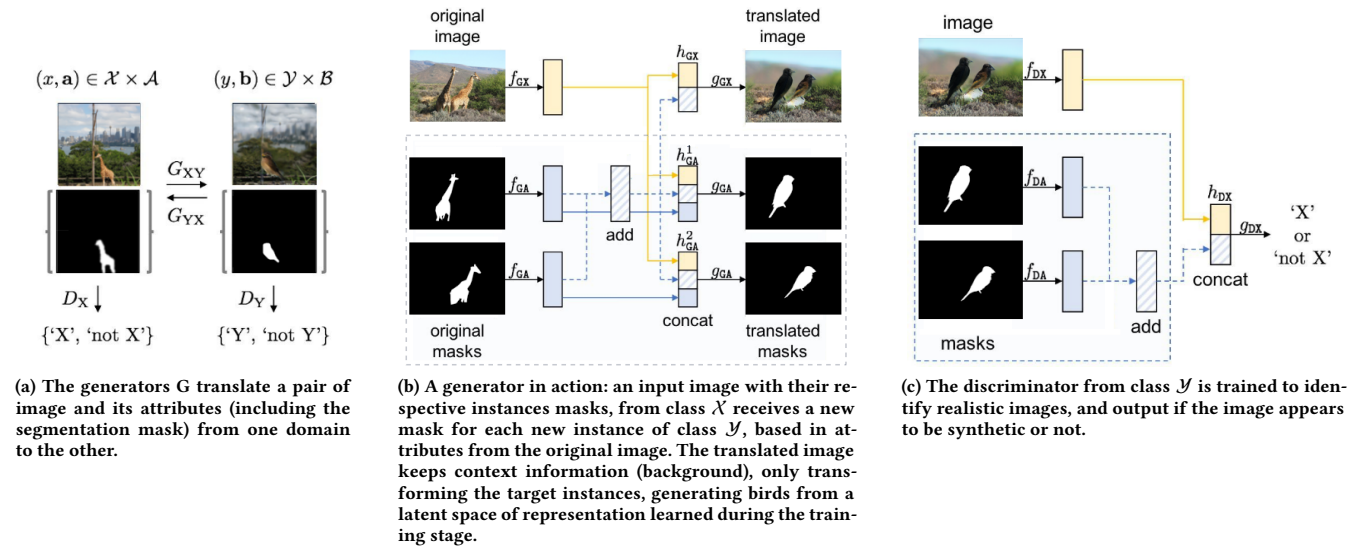 (x, a) ∈ 𝒳 × 𝒜
(y, b) ∈ 𝒴 × ℬ
G_XY
G_YX
D_X
D_Y
{‘X’, ‘not X’}
{‘Y’, ‘not Y’}
(a) The generators G translate a pair of
image and its attributes (including the
segmentation mask) from one domain
to the other.
original
image
translated
image
f_GX
h_GX
g_GX
f_GA
h¹_GA
g_GA
add
f_GA
h²_GA
g_GA
concat
original
masks
translated
masks
(b) A generator in action: an input image with their re-
spective instances masks, from class 𝒳 receives a new
mask for each new instance of class 𝒴, based in at-
tributes from the original image. The translated image
keeps context information (background), only trans-
forming the target instances, generating birds from a
latent space of representation learned during the train-
ing stage.
image
f_DX
f_DA
h_DX
g_DX
‘X’
or
‘not X’
f_DA
concat
add
masks
(c) The discriminator from class 𝒴 is trained to iden-
tify realistic images, and output if the image appears
to be synthetic or not.